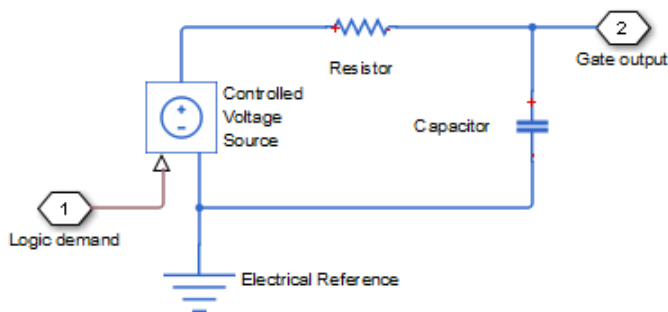 2
Gate output
Resistor
Controlled
Voltage
Source
+
-
Capacitor
+
1
Logic demand
Electrical Reference